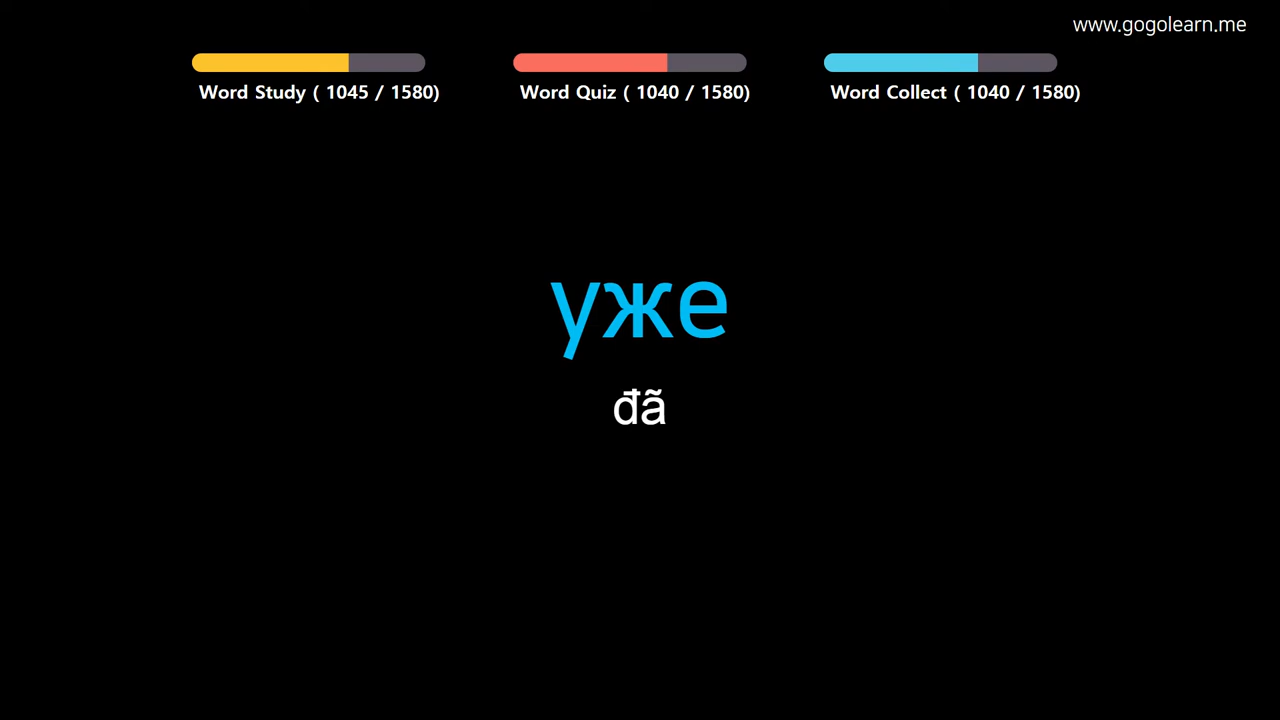 www.gogolearn.me
Word Study ( 1045 / 1580)
Word Quiz ( 1040 / 1580)
Word Collect ( 1040 / 1580)
уже
đã